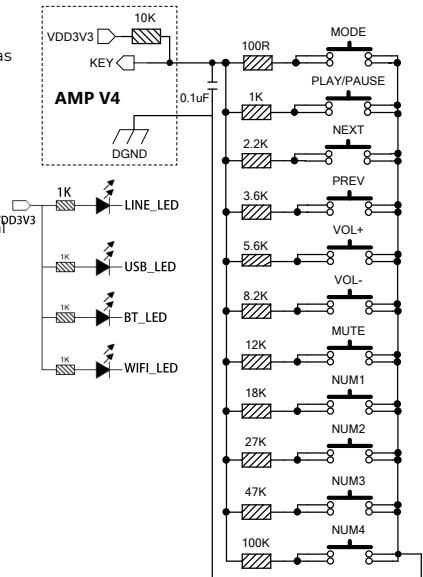 as
10K
VDD3V3
KEY
AMP V4
0.1uF
DGND
100R
MODE
1K
PLAY/PAUSE
2.2K
NEXT
3.6K
PREV
5.6K
VOL+
8.2K
VOL-
12K
MUTE
18K
NUM1
27K
NUM2
47K
NUM3
100K
NUM4
VDD3V3
al
1K
LINE_LED
1K
USB_LED
1K
BT_LED
1K
WIFI_LED